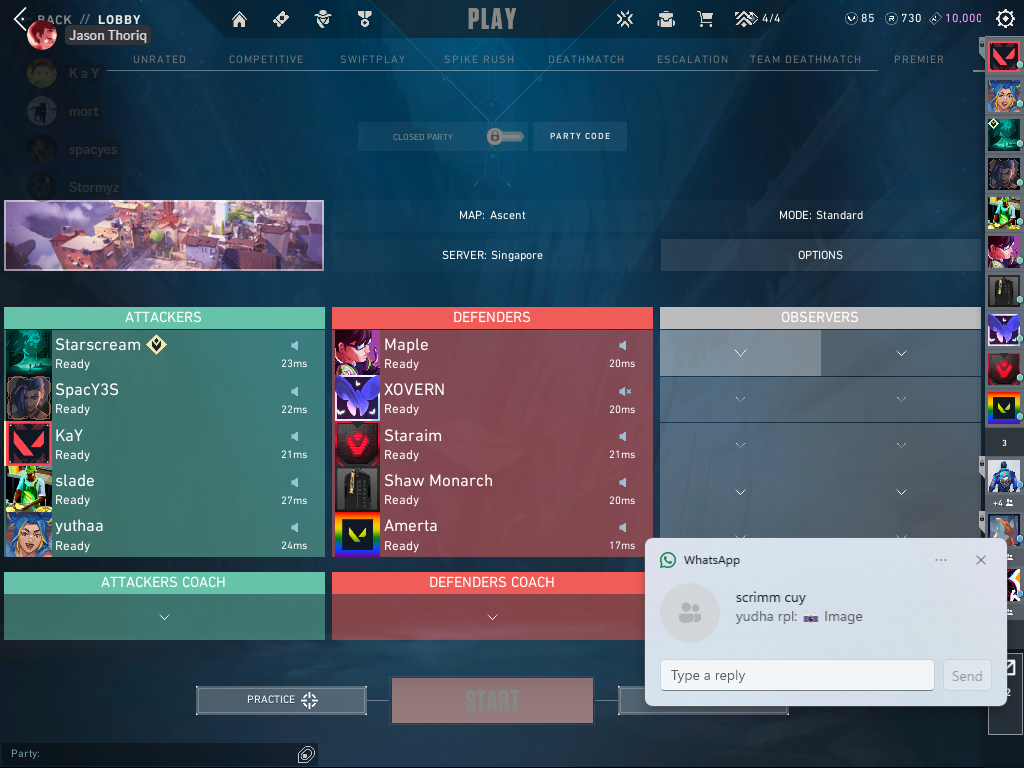 BACK // LOBBY
PLAY
4/4
85
730
10,000
Jason Thoriq
UNRATED
COMPETITIVE
SWIFTPLAY
SPIKE RUSH
DEATHMATCH
ESCALATION
TEAM DEATHMATCH
PREMIER
K a Y
mort
spacyes
Stormyz
CLOSED PARTY
PARTY CODE
MAP: Ascent
MODE: Standard
SERVER: Singapore
OPTIONS
ATTACKERS
Starscream
Ready
23ms
SpacY3S
Ready
22ms
KaY
Ready
21ms
slade
Ready
27ms
yuthaa
Ready
24ms
DEFENDERS
Maple
Ready
20ms
XOVERN
Ready
20ms
Staraim
Ready
21ms
Shaw Monarch
Ready
20ms
Amerta
Ready
17ms
OBSERVERS
3
+4
ATTACKERS COACH
DEFENDERS COACH
WhatsApp
scrimm cuy
yudha rpl: Image
Type a reply
Send
2
PRACTICE
START
Party: